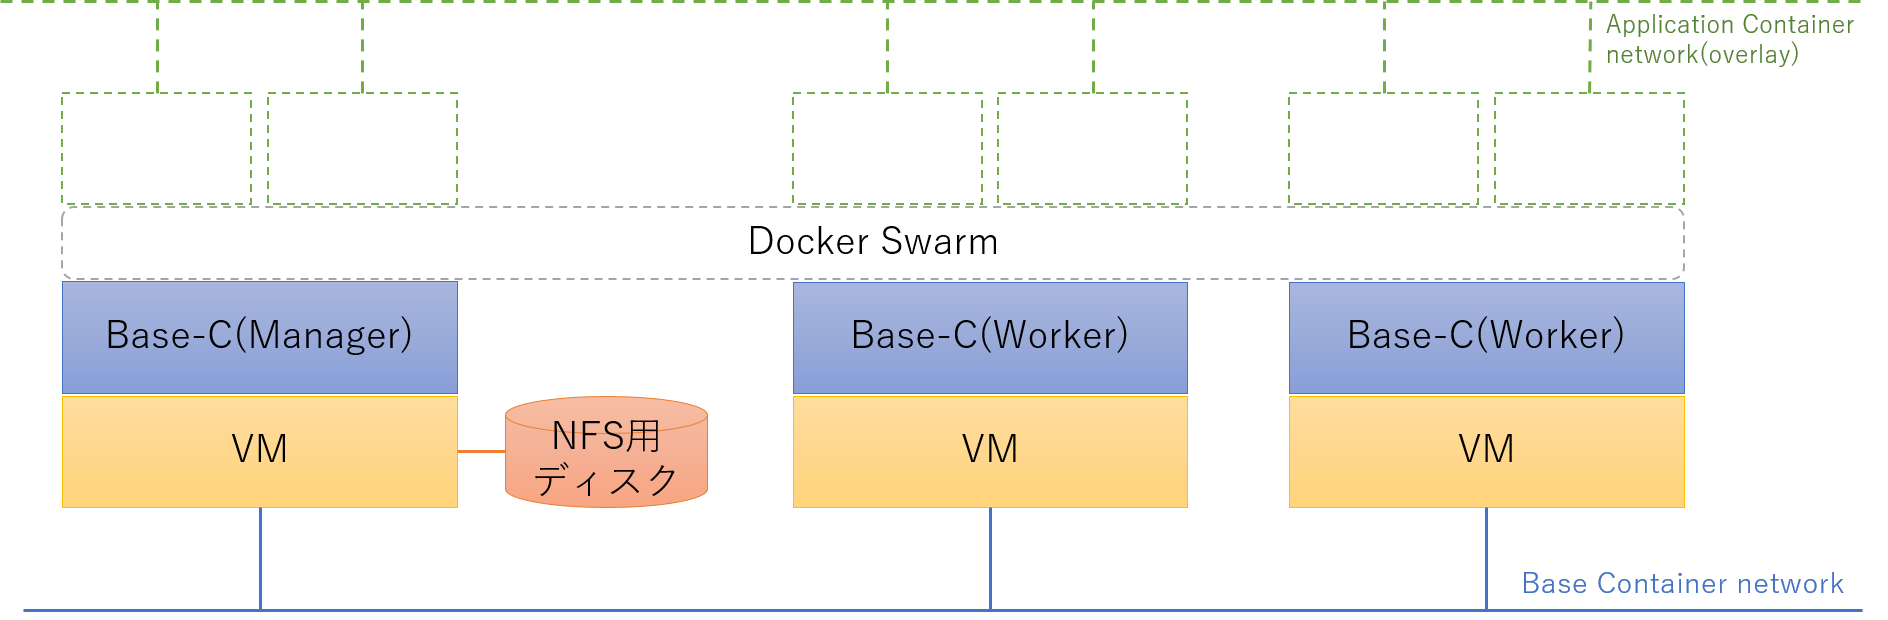 Application Container
network(overlay)
Docker Swarm
Base-C(Manager)
Base-C(Worker)
Base-C(Worker)
VM
NFS用
ディスク
VM
VM
Base Container network